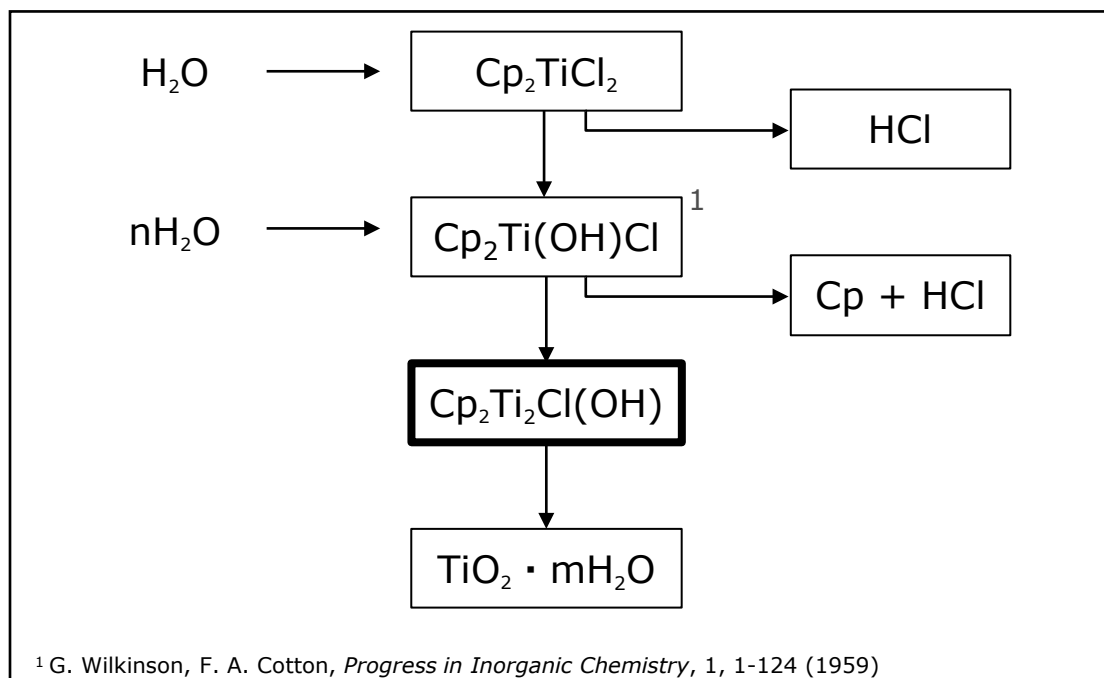 H₂O
Cp₂TiCl₂
HCl
nH₂O
Cp₂Ti(OH)Cl
1
Cp + HCl
Cp₂Ti₂Cl(OH)
TiO₂ · mH₂O
¹ G. Wilkinson, F. A. Cotton, Progress in Inorganic Chemistry, 1, 1-124 (1959)